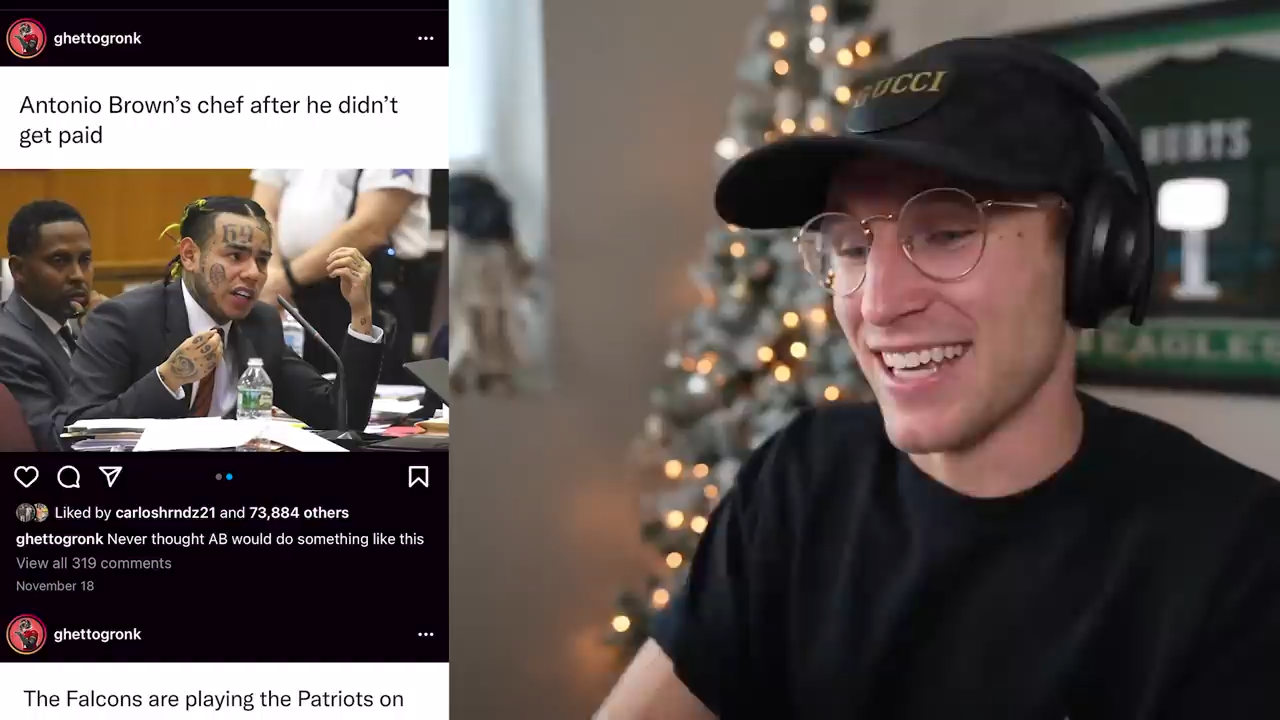 ghettogronk
Antonio Brown's chef after he didn't
get paid
69
Liked by carloshrndz21 and 73,884 others
ghettogronk Never thought AB would do something like this
View all 319 comments
November 18
ghettogronk
The Falcons are playing the Patriots on
GUCCI
HURTS
1
EAGLES